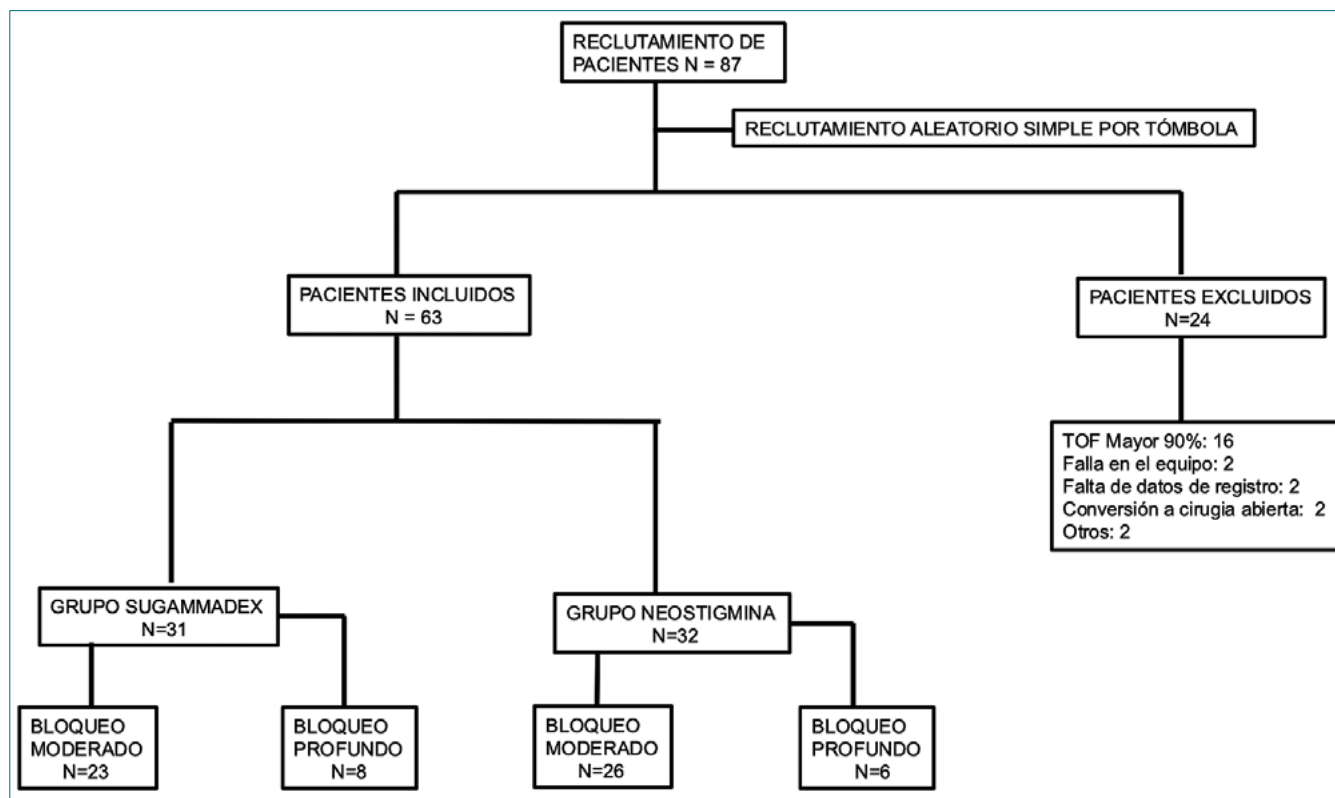 RECLUTAMIENTO DE
PACIENTES N = 87
RECLUTAMIENTO ALEATORIO SIMPLE POR TÓMBOLA
PACIENTES INCLUIDOS
N = 63
PACIENTES EXCLUIDOS
N=24
TOF Mayor 90%: 16
Falla en el equipo: 2
Falta de datos de registro: 2
Conversión a cirugia abierta: 2
Otros: 2
GRUPO SUGAMMADEX
N=31
GRUPO NEOSTIGMINA
N=32
BLOQUEO
MODERADO
N=23
BLOQUEO
PROFUNDO
N=8
BLOQUEO
MODERADO
N=26
BLOQUEO
PROFUNDO
N=6